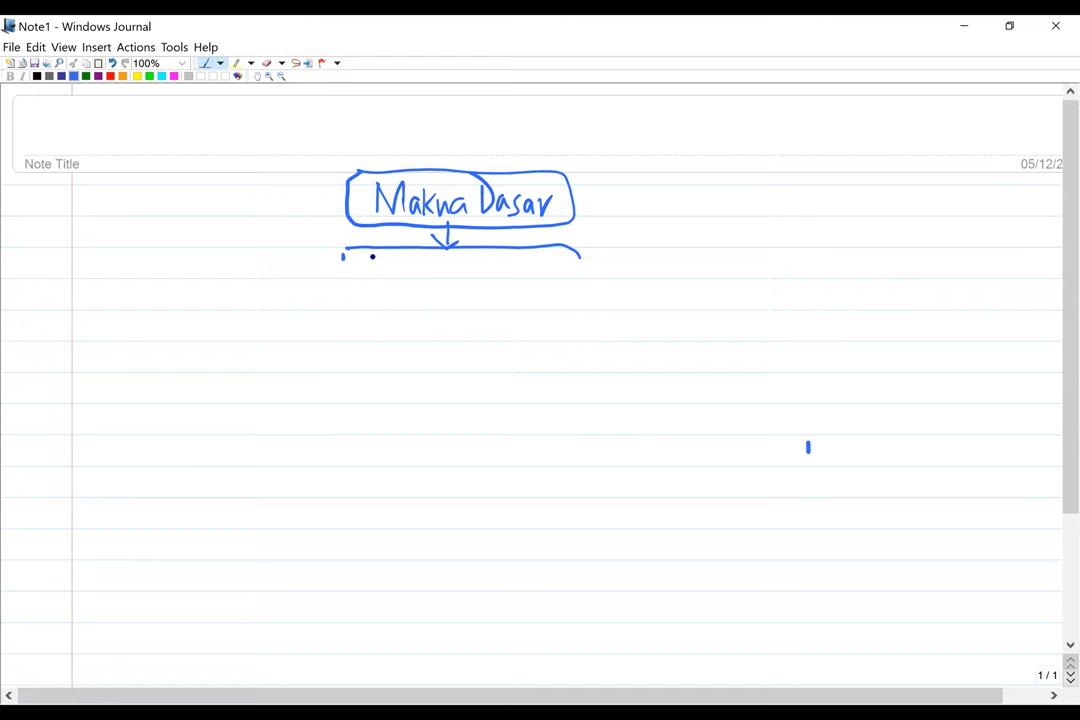 Note1 - Windows Journal
File Edit View Insert Actions Tools Help
100%
B I
Note Title
05/12/2
Makna Dasar
1 / 1